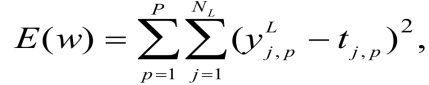 E(w) = \sum_{p=1}^{P} \sum_{j=1}^{N_L} (y_{j,p}^{L} - t_{j,p})^2,